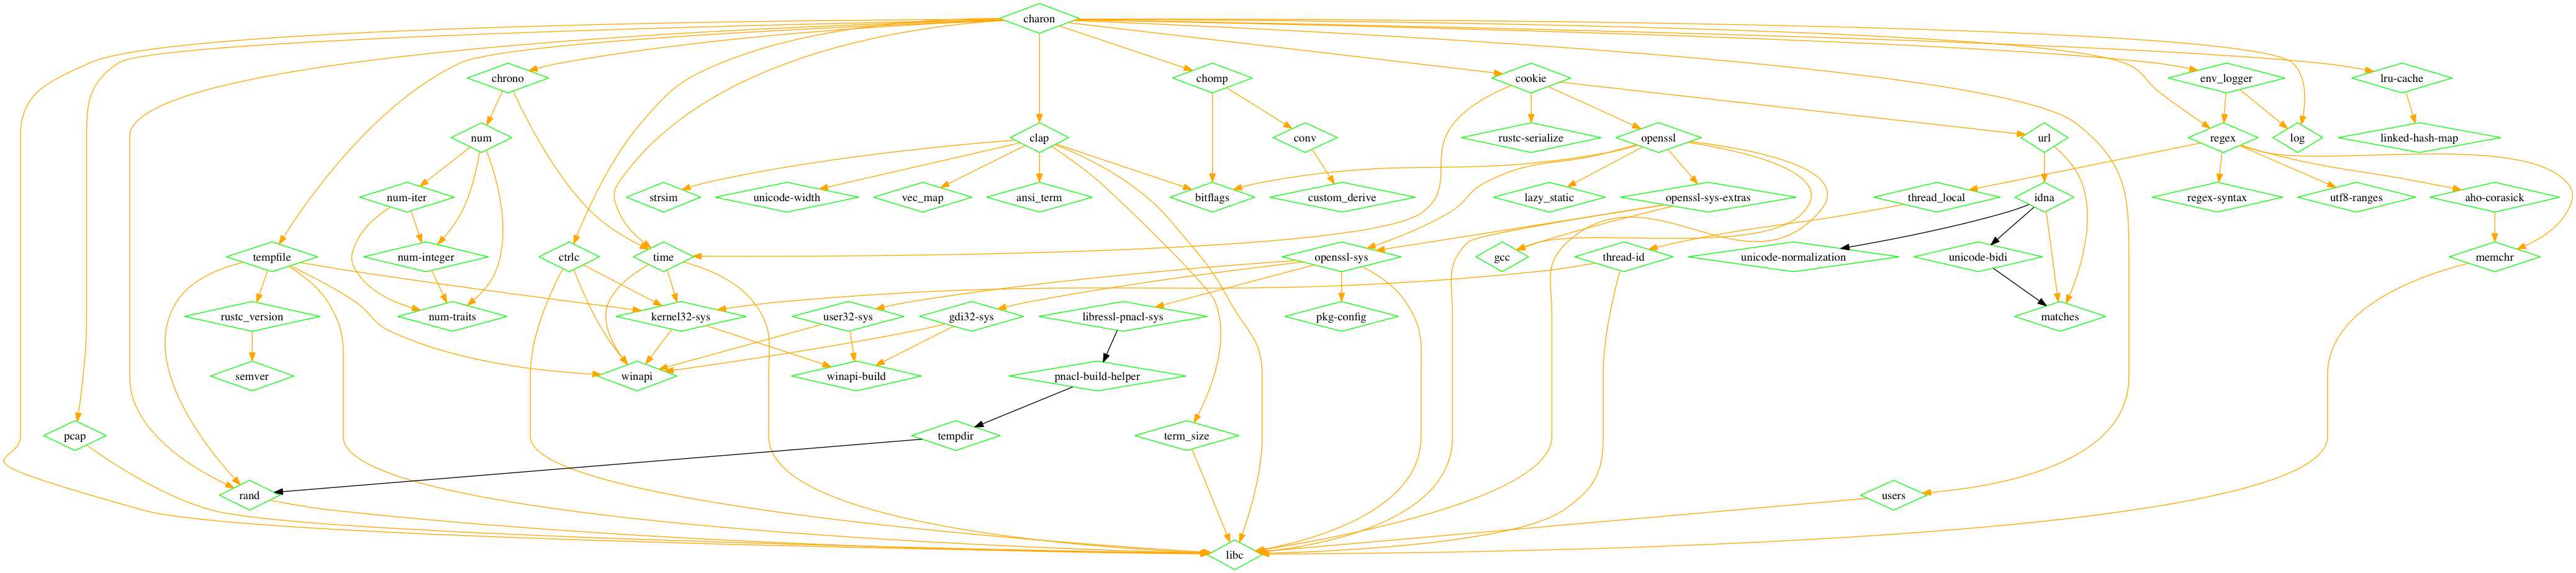 charon
chrono
chomp
cookie
env_logger
lru-cache
num
clap
conv
rustc-serialize
openssl
url
regex
log
linked-hash-map
num-iter
strsim
unicode-width
vec_map
ansi_term
bitflags
custom_derive
lazy_static
openssl-sys-extras
thread_local
idna
regex-syntax
utf8-ranges
aho-corasick
tempfile
num-integer
ctrlc
time
openssl-sys
gcc
thread-id
unicode-normalization
unicode-bidi
memchr
rustc_version
num-traits
kernel32-sys
user32-sys
gdi32-sys
libressl-pnacl-sys
pkg-config
matches
semver
winapi
winapi-build
pnacl-build-helper
pcap
tempdir
term_size
rand
users
libc